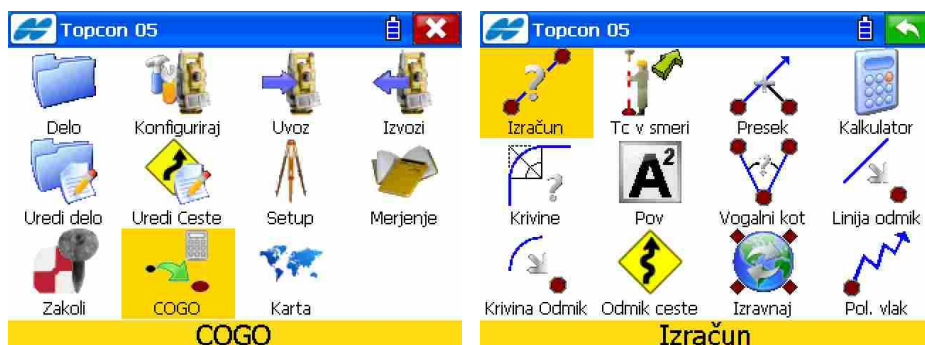 Topcon 05
Delo Konfiguriraj Uvoz Izvozi
Uredi delo Uredi Ceste Setup Merjenje
Zakoli COGO Karta
COGO
Topcon 05
Izračun Tc v smeri Presek Kalkulator
A²
Krivine Pov Vogalni kot Linija odmik
Krivina Odmik Odmik ceste Izravnaj Pol. vlak
Izračun